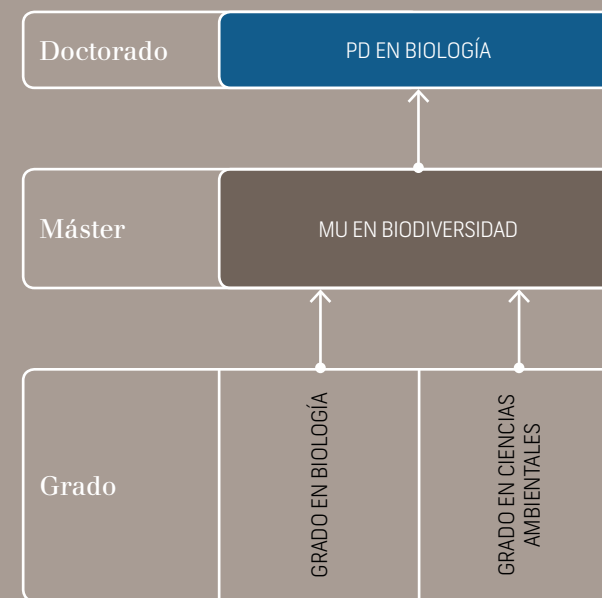 Doctorado
PD EN BIOLOGÍA
Máster
MU EN BIODIVERSIDAD
Grado
GRADO EN BIOLOGÍA
GRADO EN CIENCIAS
AMBIENTALES